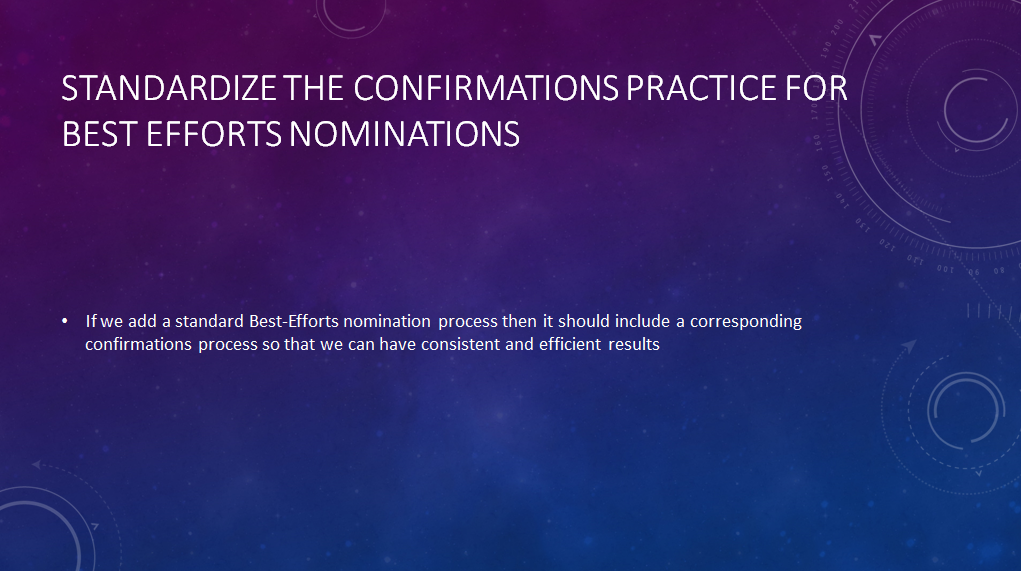 STANDARDIZE THE CONFIRMATIONS PRACTICE FOR
BEST EFFORTS NOMINATIONS
• If we add a standard Best-Efforts nomination process then it should include a corresponding
confirmations process so that we can have consistent and efficient results